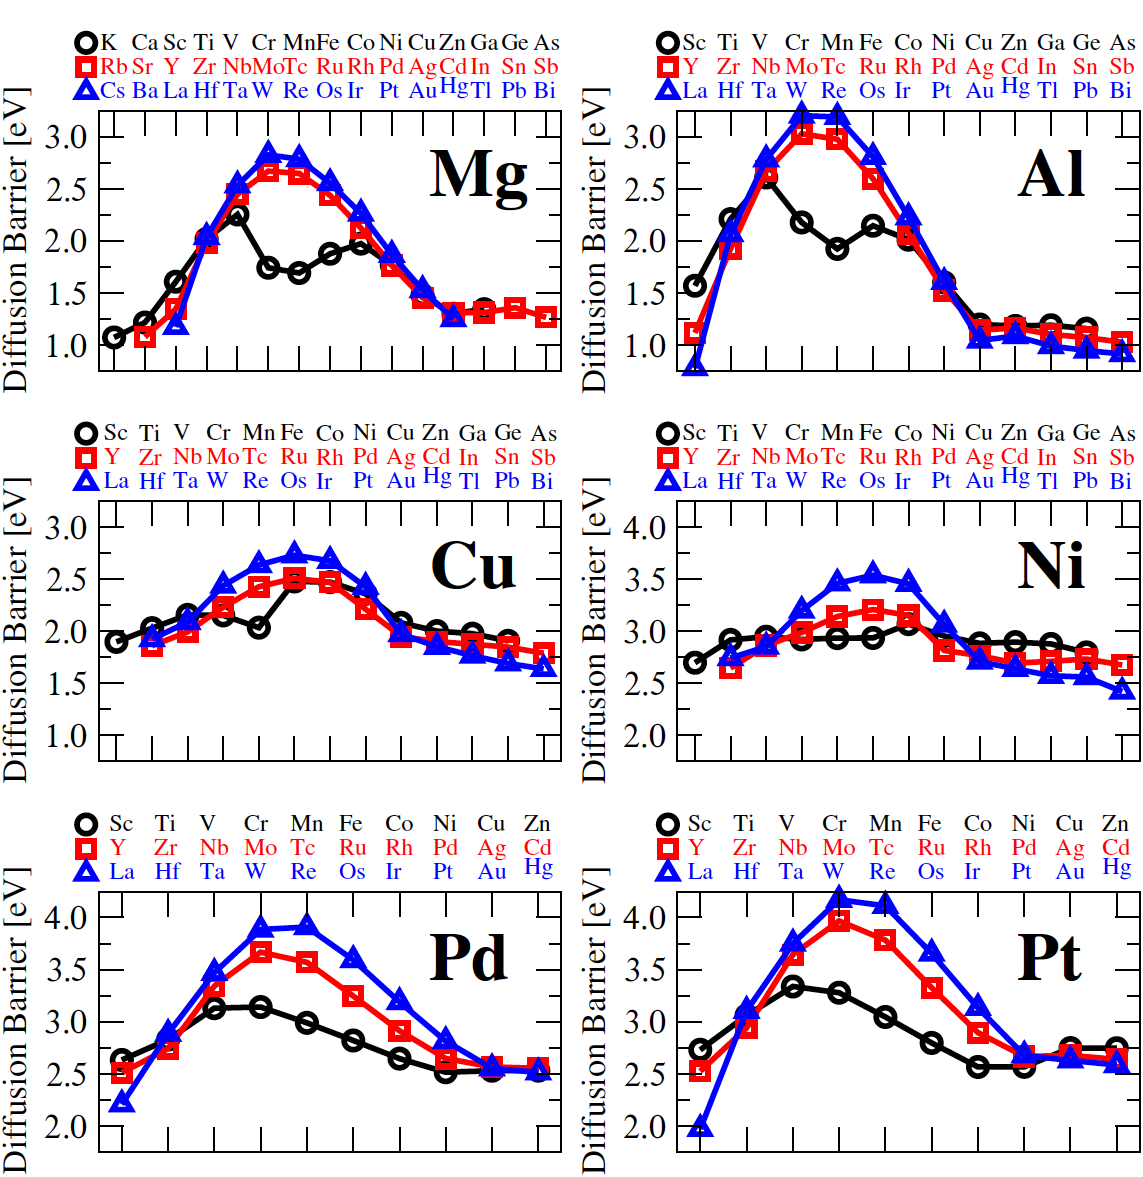 K Ca Sc Ti V Cr Mn Fe Co Ni Cu Zn Ga Ge As
Rb Sr Y Zr Nb Mo Tc Ru Rh Pd Ag Cd In Sn Sb
Cs Ba La Hf Ta W Re Os Ir Pt Au Hg Tl Pb Bi
Diffusion Barrier [eV]
3.0
2.5
2.0
1.5
1.0
Mg
Sc Ti V Cr Mn Fe Co Ni Cu Zn Ga Ge As
Y Zr Nb Mo Tc Ru Rh Pd Ag Cd In Sn Sb
La Hf Ta W Re Os Ir Pt Au Hg Tl Pb Bi
Diffusion Barrier [eV]
3.0
2.5
2.0
1.5
1.0
Al
Sc Ti V Cr Mn Fe Co Ni Cu Zn Ga Ge As
Y Zr Nb Mo Tc Ru Rh Pd Ag Cd In Sn Sb
La Hf Ta W Re Os Ir Pt Au Hg Tl Pb Bi
Diffusion Barrier [eV]
3.0
2.5
2.0
1.5
1.0
Cu
Sc Ti V Cr Mn Fe Co Ni Cu Zn Ga Ge As
Y Zr Nb Mo Tc Ru Rh Pd Ag Cd In Sn Sb
La Hf Ta W Re Os Ir Pt Au Hg Tl Pb Bi
Diffusion Barrier [eV]
4.0
3.5
3.0
2.5
2.0
Ni
Sc Ti V Cr Mn Fe Co Ni Cu Zn
Y Zr Nb Mo Tc Ru Rh Pd Ag Cd
La Hf Ta W Re Os Ir Pt Au Hg
Diffusion Barrier [eV]
4.0
3.5
3.0
2.5
2.0
Pd
Sc Ti V Cr Mn Fe Co Ni Cu Zn
Y Zr Nb Mo Tc Ru Rh Pd Ag Cd
La Hf Ta W Re Os Ir Pt Au Hg
Diffusion Barrier [eV]
4.0
3.5
3.0
2.5
2.0
Pt